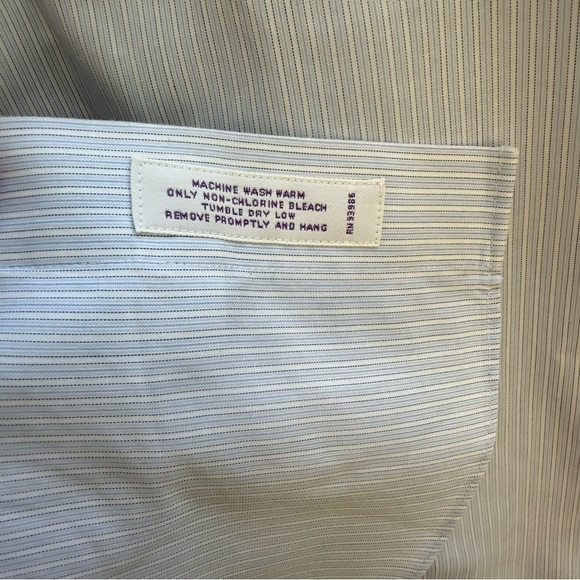 MACHINE WASH WARM
ONLY NON-CHLORINE BLEACH
TUMBLE DRY LOW
REMOVE PROMPTLY AND HANG
RN 93986